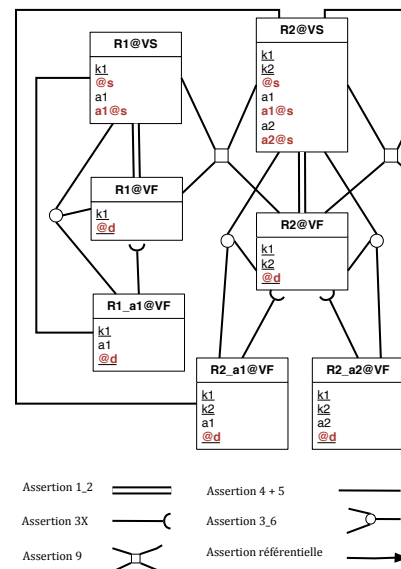 R1@VS
k1
@s
a1
a1@s
R2@VS
k1
k2
@s
a1
a1@s
a2
a2@s
R1@VF
k1
@d
R2@VF
k1
k2
@d
R1_a1@VF
k1
a1
@d
R2_a1@VF
k1
k2
a1
@d
R2_a2@VF
k1
k2
a2
@d
Assertion 1_2
Assertion 4 + 5
Assertion 3X
Assertion 3_6
Assertion 9
Assertion référentielle